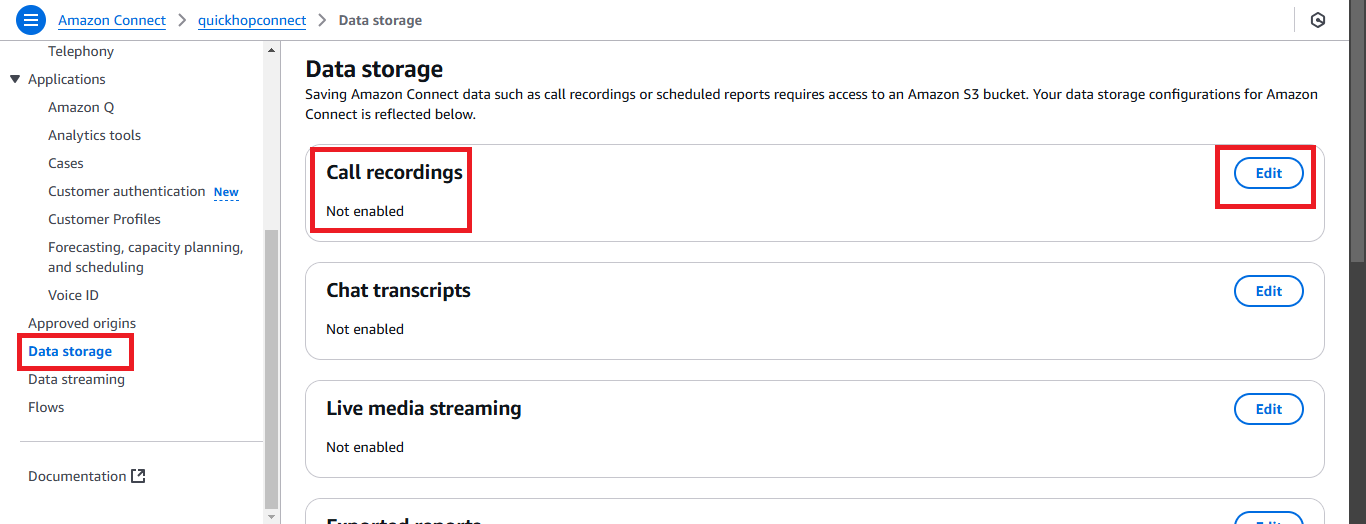 Amazon Connect > quickhopconnect > Data storage
Telephony
Applications
Amazon Q
Analytics tools
Cases
Customer authentication New
Customer Profiles
Forecasting, capacity planning,
and scheduling
Voice ID
Approved origins
Data storage
Data streaming
Flows
Documentation
Data storage
Saving Amazon Connect data such as call recordings or scheduled reports requires access to an Amazon S3 bucket. Your data storage configurations for Amazon
Connect is reflected below.
Call recordings
Edit
Not enabled
Chat transcripts
Edit
Not enabled
Live media streaming
Edit
Not enabled
Exported reports
Edit